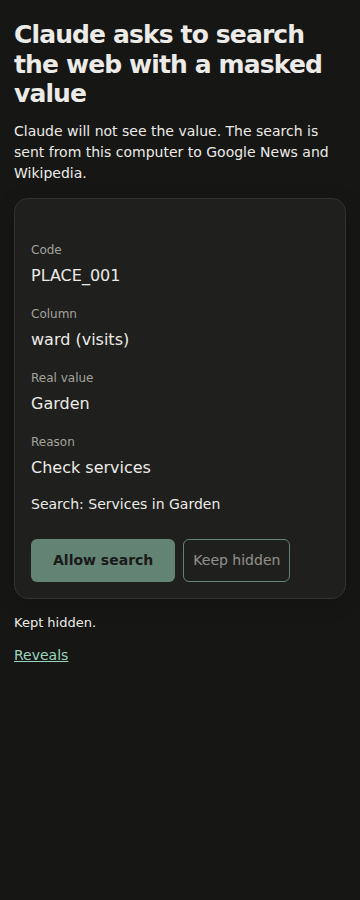 Claude asks to search
the web with a masked
value
Claude will not see the value. The search is
sent from this computer to Google News and
Wikipedia.
Code
PLACE_001
Column
ward (visits)
Real value
Garden
Reason
Check services
Search: Services in Garden
Allow search
Keep hidden
Kept hidden.
Reveals